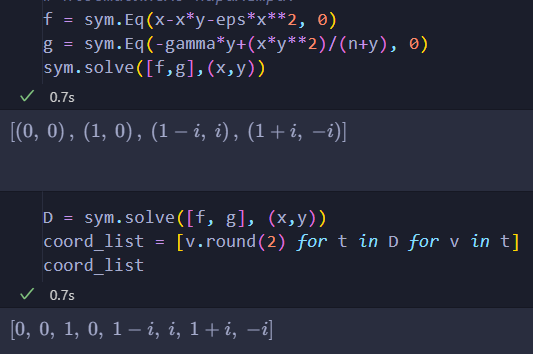 f = sym.Eq(x-x*y-eps*x**2, 0)
g = sym.Eq(-gamma*y+(x*y**2)/(n+y), 0)
sym.solve([f,g],(x,y))
✓ 0.7s
[(0, 0), (1, 0), (1 − i, i), (1 + i, −i)]
D = sym.solve([f, g], (x,y))
coord_list = [v.round(2) for t in D for v in t]
coord_list
✓ 0.7s
[0, 0, 1, 0, 1 − i, i, 1 + i, −i]